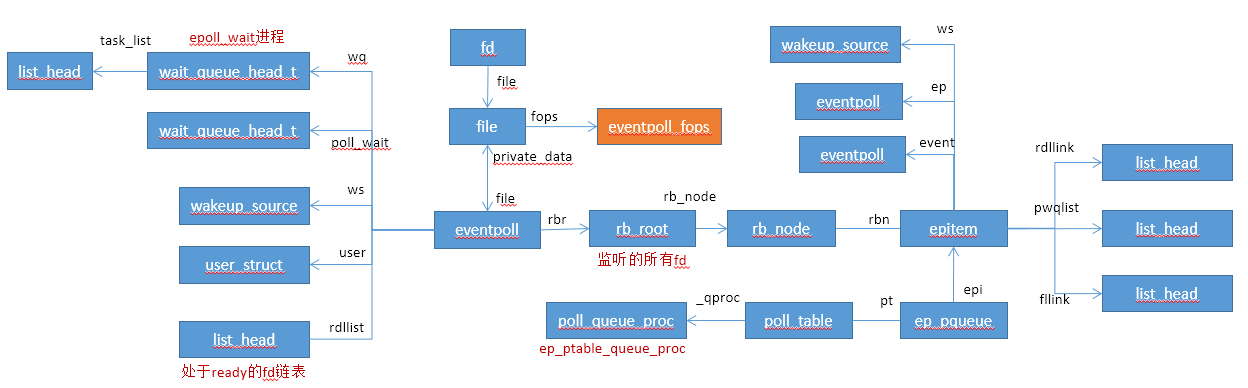 task_list
epoll_wait进程
list_head
wait_queue_head_t
wq
wait_queue_head_t
poll_wait
wakeup_source
ws
user_struct
user
list_head
rdllist
处于ready的fd链表
fd
file
file
fops
eventpoll_fops
private_data
file
eventpoll
rbr
rb_root
监听的所有fd
rb_node
rb_node
rbn
epitem
wakeup_source
ws
eventpoll
ep
eventpoll
event
rdllink
list_head
pwqlist
list_head
fllink
list_head
epi
ep_pqueue
pt
poll_table
_qproc
poll_queue_proc
ep_ptable_queue_proc